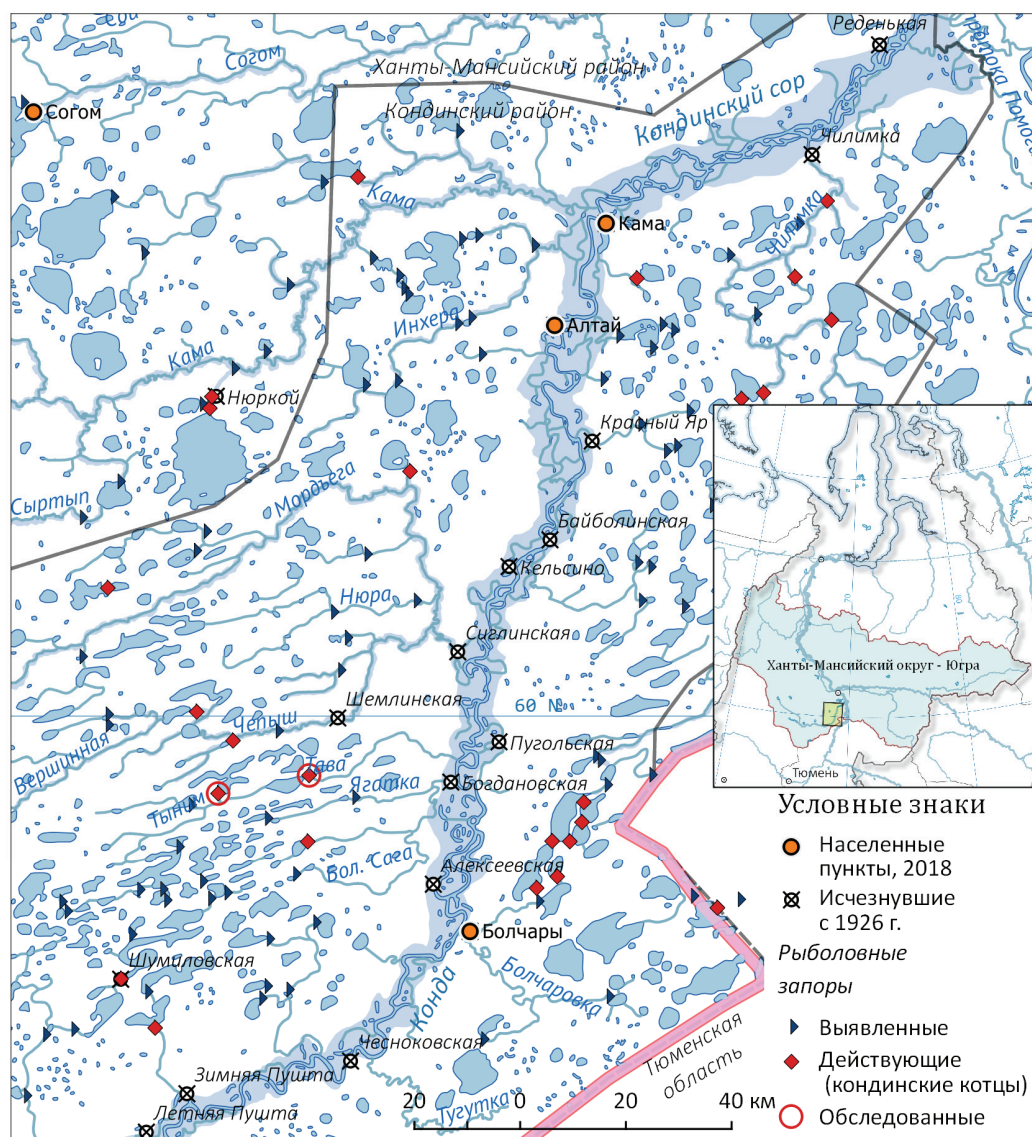 Реденькая
Согом
Ханты-Мансийский район
Кондинский сор
Согом
Кондинский район
Чилимка
Кама
Кама
Чилимка
Инхера
Алтай
Кама
Нюркой
Красный Яр
Мордьега
Сыртып
Байболинская
Кельсино
Нюра
Сиглинская
Шемлинская
60 N
Чепыш
Вершинная
Пугольская
Тава
Ягатка
Богдановская
Тыним
Бол. Сага
Алексеевская
Болчары
Шумиловская
Болчаровка
Конда
Чесноковская
Зимняя Пушта
Летняя Пушта
Тугутка
Тюменская
область
20 0 20 40 км
Ханты-Мансийский округ - Югра
Тюмень
Условные знаки
Населенные
пункты, 2018
Исчезнувшие
с 1926 г.
Рыболовные
запоры
Выявленные
Действующие
(кондинские котцы)
Обследованные